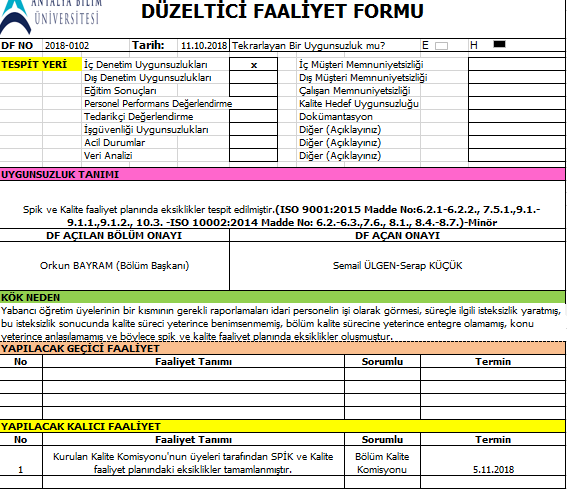 ANTALYA BİLİM
ÜNİVERSİTESİ
DÜZELTİCİ FAALİYET FORMU
DF NO 2018-0102 Tarih: 11.10.2018 Tekrarlayan Bir Uygunsuzluk mu? E H
TESPİT YERİ İç Denetim Uygunsuzlukları x İç Müşteri Memnuniyetsizliği
Dış Denetim Uygunsuzlukları Dış Müşteri Memnuniyetsizliği
Eğitim Sonuçları Çalışan Memnuniyetsizliği
Personel Performans Değerlendirme Kalite Hedef Uygunsuzluğu
Tedarikçi Değerlendirme Dokümantasyon
İşgüvenliği Uygunsuzlukları Diğer (Açıklayınız)
Acil Durumlar Diğer (Açıklayınız)
Veri Analizi Diğer (Açıklayınız)
UYGUNSUZLUK TANIMI
Spik ve Kalite faaliyet planında eksiklikler tespit edilmiştir.(ISO 9001:2015 Madde No:6.2.1-6.2.2., 7.5.1.,9.1.-
9.1.1.,9.1.2., 10.3. -ISO 10002:2014 Madde No: 6.2.-6.3.,7.6., 8.1., 8.4.-8.7.)-Minör
DF AÇILAN BÖLÜM ONAYI DF AÇAN ONAYI
Orkun BAYRAM (Bölüm Başkanı) Semail ÜLGEN-Serap KÜÇÜK
KÖK NEDEN
Yabancı öğretim üyelerinin bir kısmının gerekli raporlamaları idari personelin işi olarak görmesi, süreçle ilgili isteksizlik yaratmış,
bu isteksizlik sonucunda kalite süreci yeterince benimsenmemiş, bölüm kalite sürecine yeterince entegre olamamış, konu
yeterince anlaşılamamış ve böylece spik ve kalite faaliyet planında eksiklikler oluşmuştur.
YAPILACAK GEÇİCİ FAALİYET
No Faaliyet Tanımı Sorumlu Termin
YAPILACAK KALICI FAALİYET
No Faaliyet Tanımı Sorumlu Termin
1 Kurulan Kalite Komisyonu'nun üyeleri tarafından SPİK ve Kalite faaliyet planındaki eksiklikler tamamlanmıştır. Bölüm Kalite Komisyonu 5.11.2018